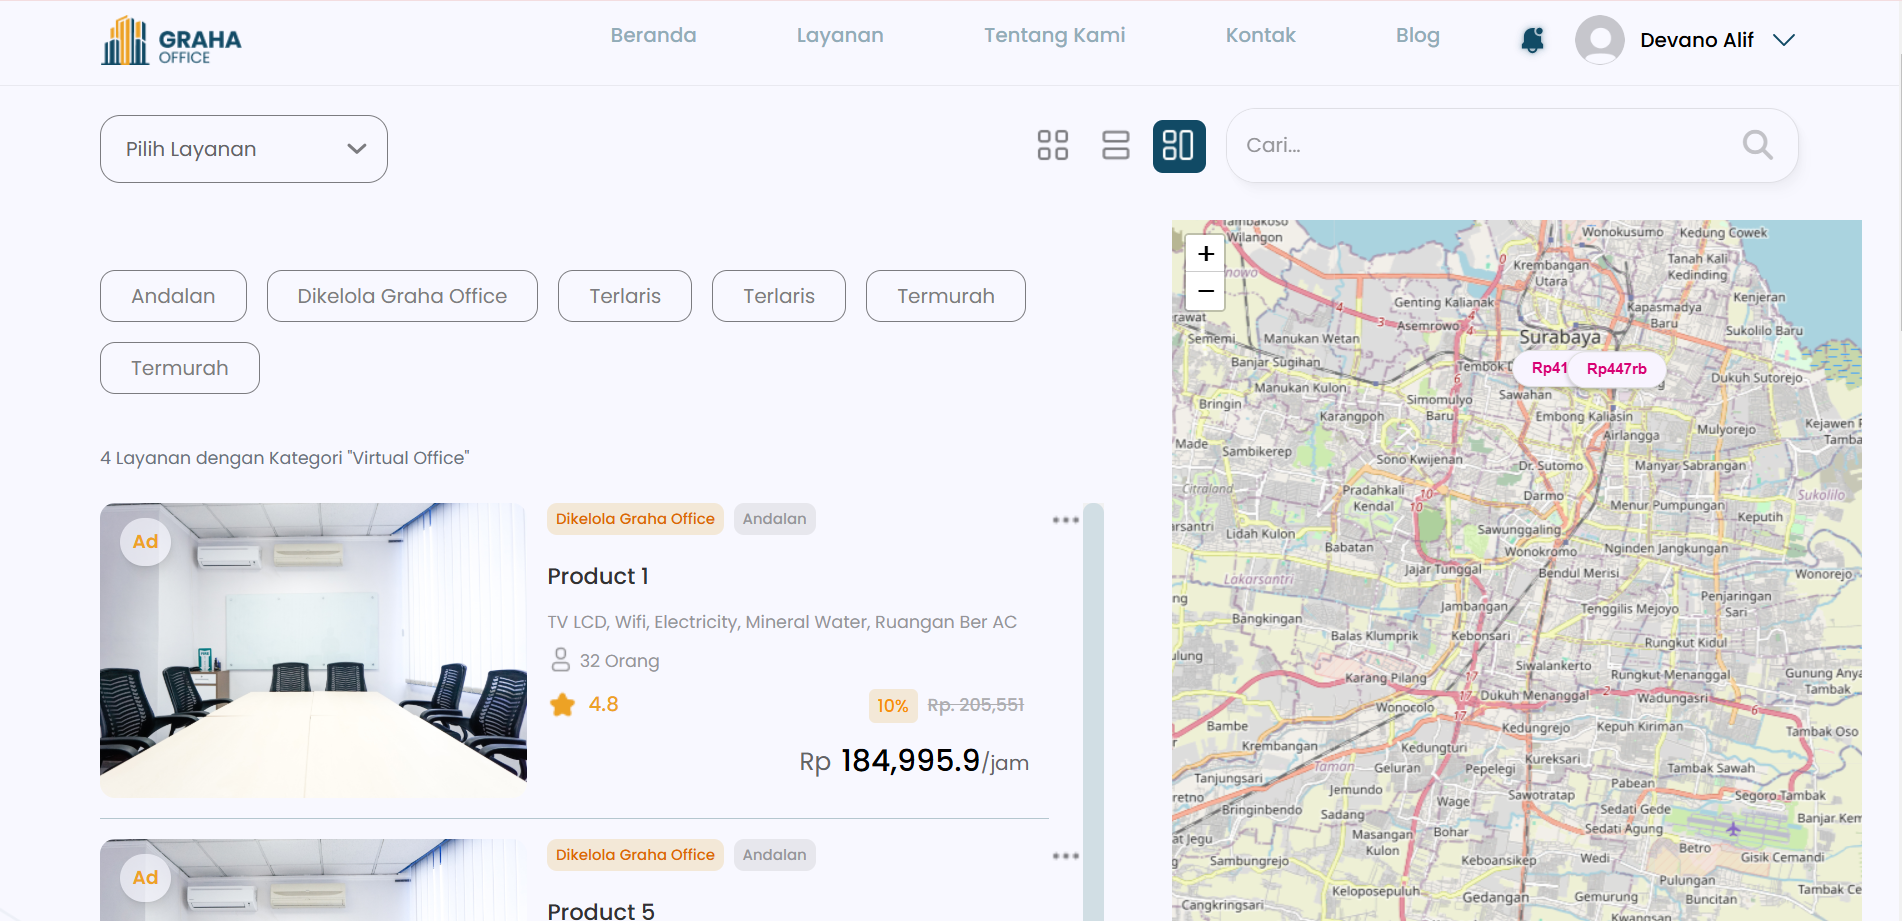 GRAHA
OFFICE
Beranda
Layanan
Tentang Kami
Kontak
Blog
Devano Alif
Pilih Layanan
Cari...
Andalan
Dikelola Graha Office
Terlaris
Terlaris
Termurah
Termurah
4 Layanan dengan Kategori "Virtual Office"
Ad
Dikelola Graha Office
Andalan
Product 1
TV LCD, Wifi, Electricity, Mineral Water, Ruangan Ber AC
32 Orang
4.8
10%
Rp. 205,551
Rp 184,995.9/jam
Ad
Dikelola Graha Office
Andalan
Product 5
+
−
Tambakoso
Wilangon
Wonokusumo
Kedung Cowek
Tanah Kali
Kedinding
Krembangan
Utara
Kenjeran
Genting Kalianak
Kapasmadya
Baru
Asemrowo
Sukolilo Baru
Sememi
Manukan Wetan
Surabaya
Banjar Sugihan
Rp41
Rp447rb
Dukuh Sutorejo
Manukan Kulon
Simomulyo
Baru
Sawahan
Bringin
Karangpoh
Embong Kaliasin
Airlangga
Mulyorejo
Made
Sambikerep
Sono Kwijenan
Dr. Sutomo
Manyar Sabrangan
Citraland
Pradahkali
Kendal
Darmo
Menur Pumpungan
Sukolilo
Keputih
Lidah Kulon
Sawunggaling
Babatan
Wonokromo
Nginden Jangkungan
Jajar Tunggal
Bendul Merisi
Wonorejo
Lakarsantri
Jambangan
Penjaringan
Sari
Bangkingan
Tenggilis Mejoyo
Balas Klumprik
Kebonsari
Rungkut Kidul
Siwalankerto
Karang Pilang
Rungkut-Menanggal
Gunung Anya
Tambak
Dukuh Menanggal
Wonocolo
Wadungasri
Bambe
Kedungrejo
Kepuh Kiriman
Tambak Oso
Krembangan
Kedungturi
Kureksari
Taman
Geluran
Pepelegi
Tambak Sawah
Tanjungsari
Pabean
Jemundo
Sawotratap
Segoro Tambak
Bringinbendo
Sadang
Wage
Sedati Gede
Sedati Agung
Masangan
Kulon
Bohar
Betro
Gisik Cemandi
Sambungrejo
Keboansikep
Wedi
Keloposepuluh
Gedangan
Gemurung
Pulungan
Buncitan
Cangkringsari